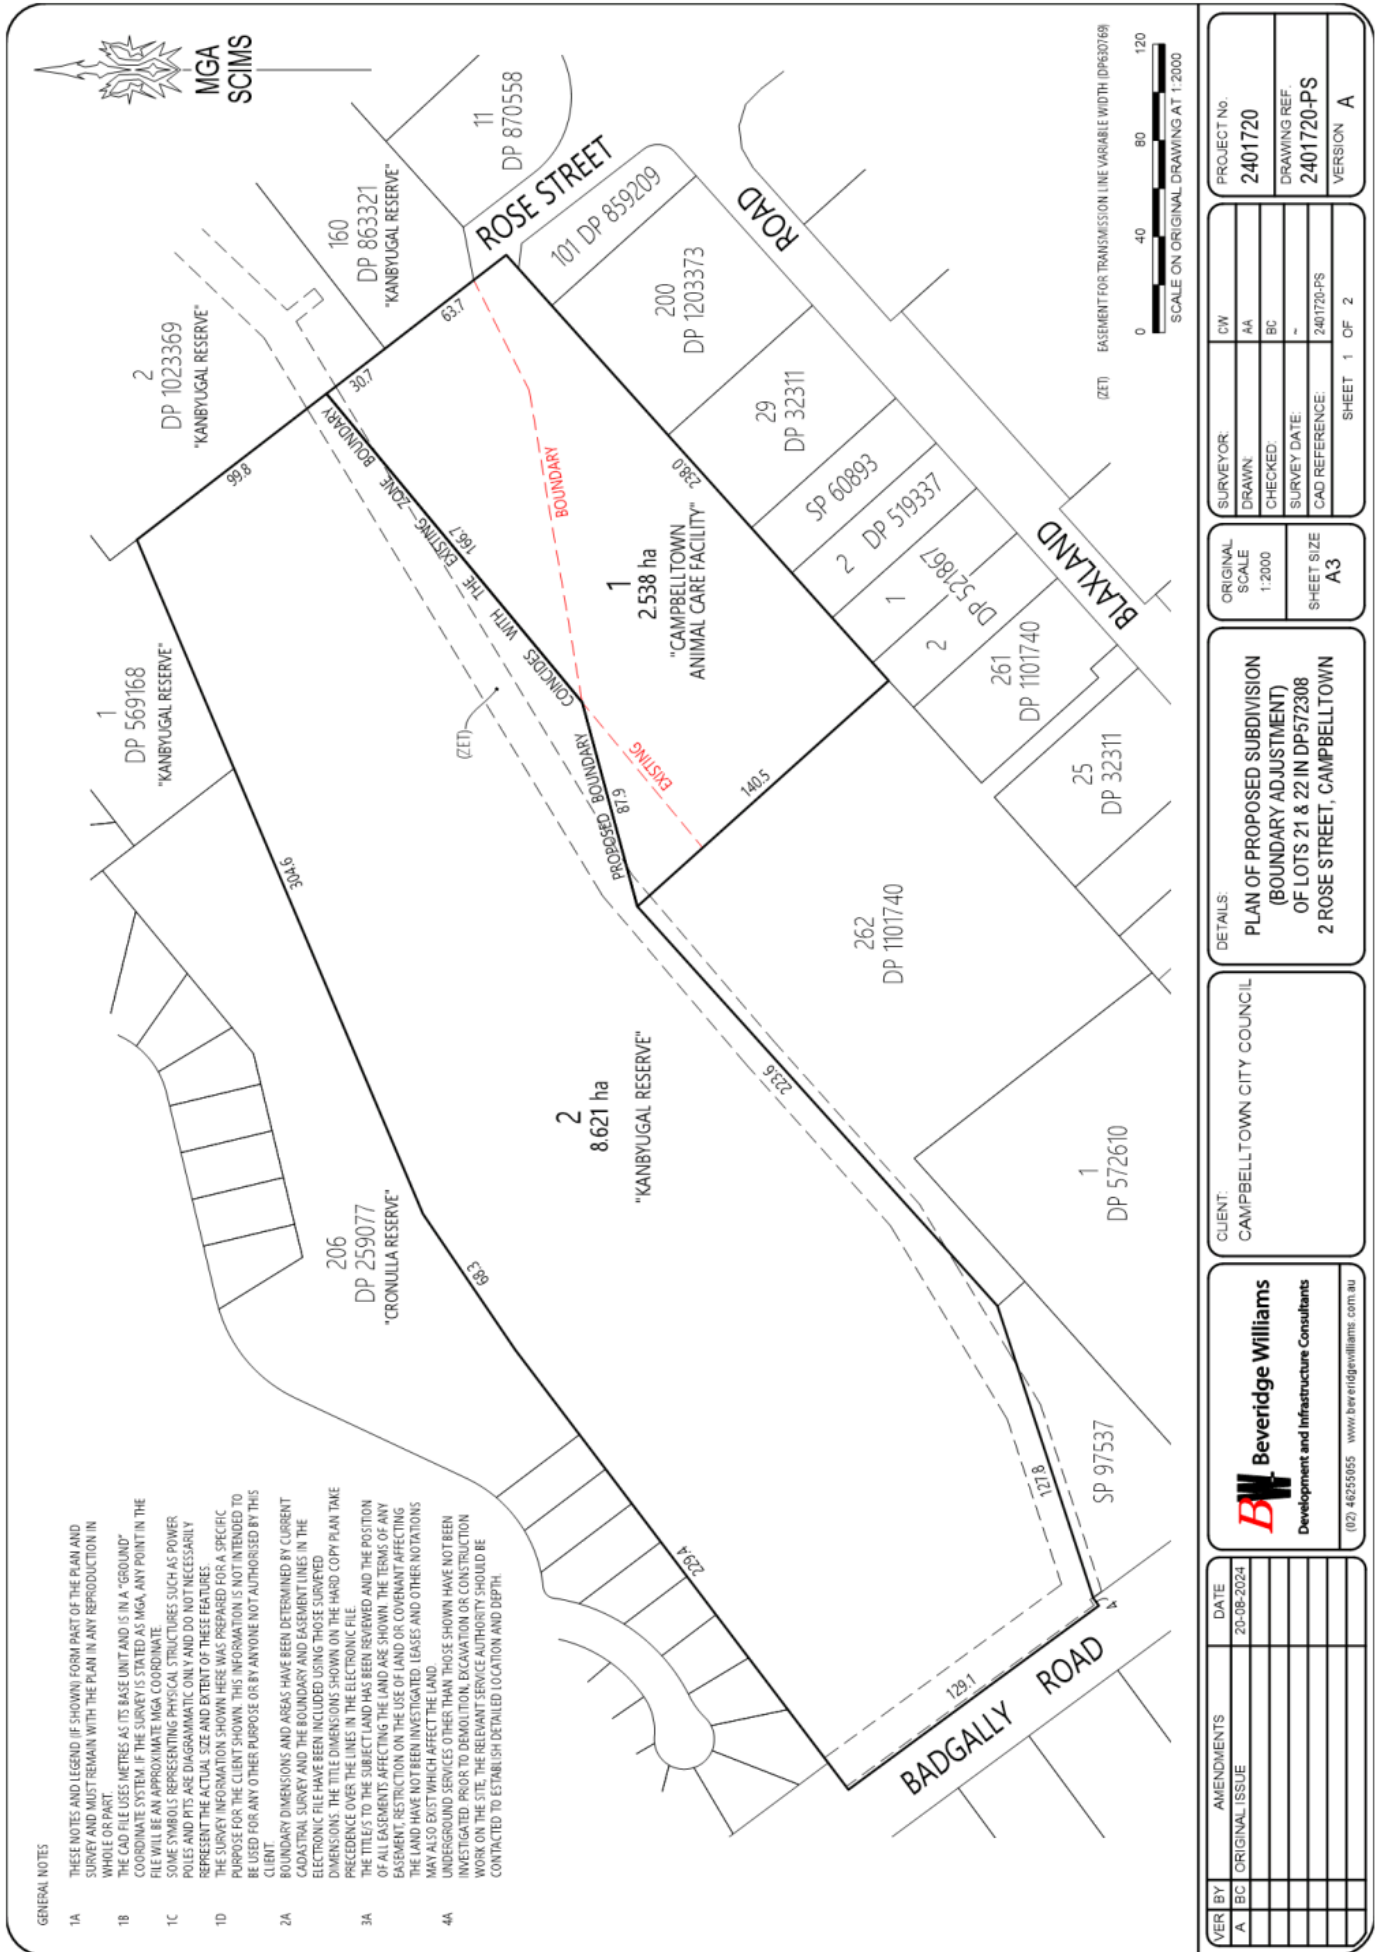 GENERAL NOTES
1A THESE NOTES AND LEGEND (IF SHOWN) FORM PART OF THE PLAN AND
SURVEY AND MUST REMAIN WITH THE PLAN IN ANY REPRODUCTION IN
WHOLE OR PART.
1B THE CAD FILE USES METRES AS ITS BASE UNIT AND IS IN A "GROUND"
COORDINATE SYSTEM. IF THE SURVEY IS STATED AS MGA, ANY POINT IN THE
FILE WILL BE AN APPROXIMATE MGA COORDINATE.
1C SOME SYMBOLS REPRESENTING PHYSICAL STRUCTURES SUCH AS POWER
POLES AND PITS ARE DIAGRAMMATIC ONLY AND DO NOT NECESSARILY
REPRESENT THE ACTUAL SIZE AND EXTENT OF THESE FEATURES.
1D THE SURVEY INFORMATION SHOWN HERE WAS PREPARED FOR A SPECIFIC
PURPOSE FOR THE CLIENT SHOWN. THIS INFORMATION IS NOT INTENDED TO
BE USED FOR ANY OTHER PURPOSE OR BY ANYONE NOT AUTHORISED BY THIS
CLIENT.
2A BOUNDARY DIMENSIONS AND AREAS HAVE BEEN DETERMINED BY CURRENT
CADASTRAL SURVEY AND THE BOUNDARY AND EASEMENT LINES IN THE
ELECTRONIC FILE HAVE BEEN INCLUDED USING THOSE SURVEYED
DIMENSIONS. THE TITLE DIMENSIONS SHOWN ON THE HARD COPY PLAN TAKE
PRECEDENCE OVER THE LINES IN THE ELECTRONIC FILE.
3A THE TITLE/S TO THE SUBJECT LAND HAS BEEN REVIEWED AND THE POSITION
OF ALL EASEMENTS AFFECTING THE LAND ARE SHOWN. THE TERMS OF ANY
EASEMENT, RESTRICTION ON THE USE OF LAND OR COVENANT AFFECTING
THE LAND HAVE NOT BEEN INVESTIGATED. LEASES AND OTHER NOTATIONS
MAY ALSO EXIST WHICH AFFECT THE LAND.
4A UNDERGROUND SERVICES OTHER THAN THOSE SHOWN HAVE NOT BEEN
INVESTIGATED. PRIOR TO DEMOLITION, EXCAVATION OR CONSTRUCTION
WORK ON THE SITE, THE RELEVANT SERVICE AUTHORITY SHOULD BE
CONTACTED TO ESTABLISH DETAILED LOCATION AND DEPTH.
MGA
SCIMS
206
DP 259077
"CRONULLA RESERVE"
1
DP 569168
"KANBYUGAL RESERVE"
2
DP 1023369
"KANBYUGAL RESERVE"
160
DP 863321
"KANBYUGAL RESERVE"
11
DP 870558
ROSE STREET
229.4
68.3
304.6
99.8
30.7
63.7
2
8.621 ha
"KANBYUGAL RESERVE"
(ZET)
PROPOSED BOUNDARY
87.9
COINCIDES WITH THE EXISTING ZONE BOUNDARY
166.7
EXISTING
BOUNDARY
1
2.538 ha
"CAMPBELLTOWN
ANIMAL CARE FACILITY"
140.5
238.0
223.6
127.8
129.1
4
BADGALLY
ROAD
SP 97537
1
DP 572610
262
DP 1101740
25
DP 32311
261
DP 1101740
2
DP 521867
1
2
DP 519337
SP 60893
29
DP 32311
200
DP 1203373
101 DP 859209
BLAXLAND
ROAD
(ZET) EASEMENT FOR TRANSMISSION LINE VARIABLE WIDTH (DP630769)
0 40 80 120
SCALE ON ORIGINAL DRAWING AT 1:2000
VER BY AMENDMENTS DATE
A BC ORIGINAL ISSUE 20-08-2024
BW Beveridge Williams
Development and Infrastructure Consultants
(02) 46255055 www.beveridgewilliams.com.au
CLIENT:
CAMPBELLTOWN CITY COUNCIL
DETAILS:
PLAN OF PROPOSED SUBDIVISION
(BOUNDARY ADJUSTMENT)
OF LOTS 21 & 22 IN DP572308
2 ROSE STREET, CAMPBELLTOWN
ORIGINAL
SCALE
1:2000
SHEET SIZE
A3
SURVEYOR: CW
DRAWN: AA
CHECKED: BC
SURVEY DATE: ~
CAD REFERENCE: 2401720-PS
SHEET 1 OF 2
PROJECT No.
2401720
DRAWING REF.
2401720-PS
VERSION A